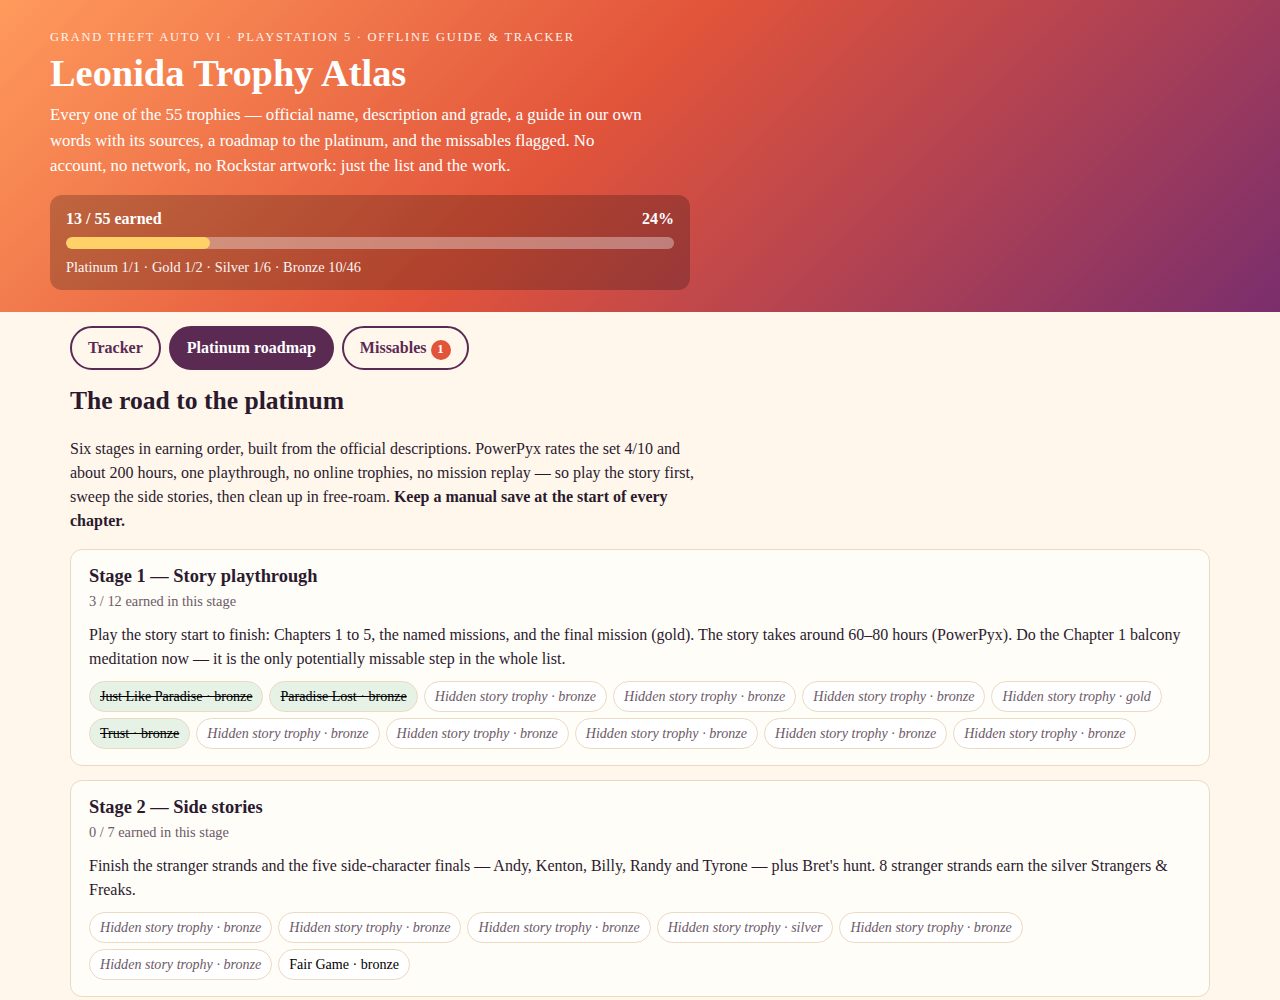 GRAND THEFT AUTO VI · PLAYSTATION 5 · OFFLINE GUIDE & TRACKER
Leonida Trophy Atlas
Every one of the 55 trophies — official name, description and grade, a guide in our own
words with its sources, a roadmap to the platinum, and the missables flagged. No
account, no network, no Rockstar artwork: just the list and the work.
13 / 55 earned 24%
Platinum 1/1 · Gold 1/2 · Silver 1/6 · Bronze 10/46
Tracker Platinum roadmap Missables 1
The road to the platinum
Six stages in earning order, built from the official descriptions. PowerPyx rates the set 4/10 and
about 200 hours, one playthrough, no online trophies, no mission replay — so play the story first,
sweep the side stories, then clean up in free-roam. Keep a manual save at the start of every
chapter.
Stage 1 — Story playthrough
3 / 12 earned in this stage
Play the story start to finish: Chapters 1 to 5, the named missions, and the final mission (gold). The story takes around 60–80 hours (PowerPyx). Do the Chapter 1 balcony
meditation now — it is the only potentially missable step in the whole list.
Just Like Paradise · bronze Paradise Lost · bronze Hidden story trophy · bronze Hidden story trophy · bronze Hidden story trophy · bronze Hidden story trophy · gold
Trust · bronze Hidden story trophy · bronze Hidden story trophy · bronze Hidden story trophy · bronze Hidden story trophy · bronze Hidden story trophy · bronze
Stage 2 — Side stories
0 / 7 earned in this stage
Finish the stranger strands and the five side-character finals — Andy, Kenton, Billy, Randy and Tyrone — plus Bret's hunt. 8 stranger strands earn the silver Strangers &
Freaks.
Hidden story trophy · bronze Hidden story trophy · bronze Hidden story trophy · bronze Hidden story trophy · silver Hidden story trophy · bronze
Hidden story trophy · bronze Fair Game · bronze